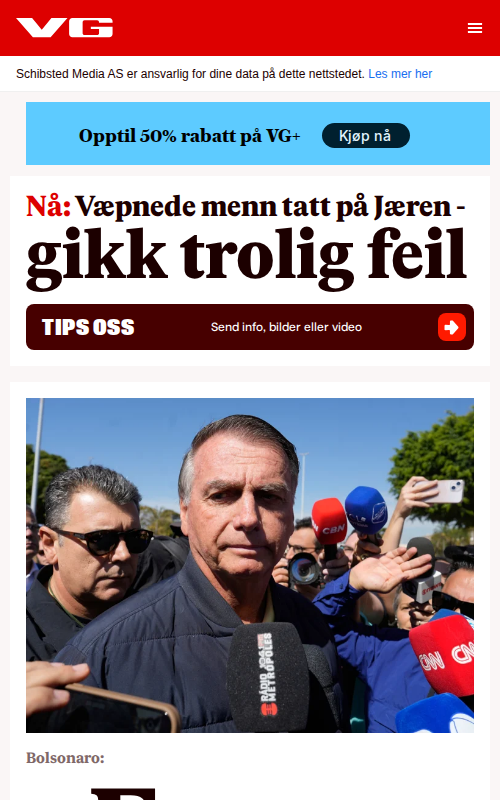 VG
Schibsted Media AS er ansvarlig for dine data på dette nettstedet. Les mer her
Opptil 50% rabatt på VG+ Kjøp nå
Nå: Væpnede menn tatt på Jæren -
gikk trolig feil
TIPS OSS Send info, bilder eller video
CBN
CNN CNN
RÁDIO METRÓPOLES
Bolsonaro: